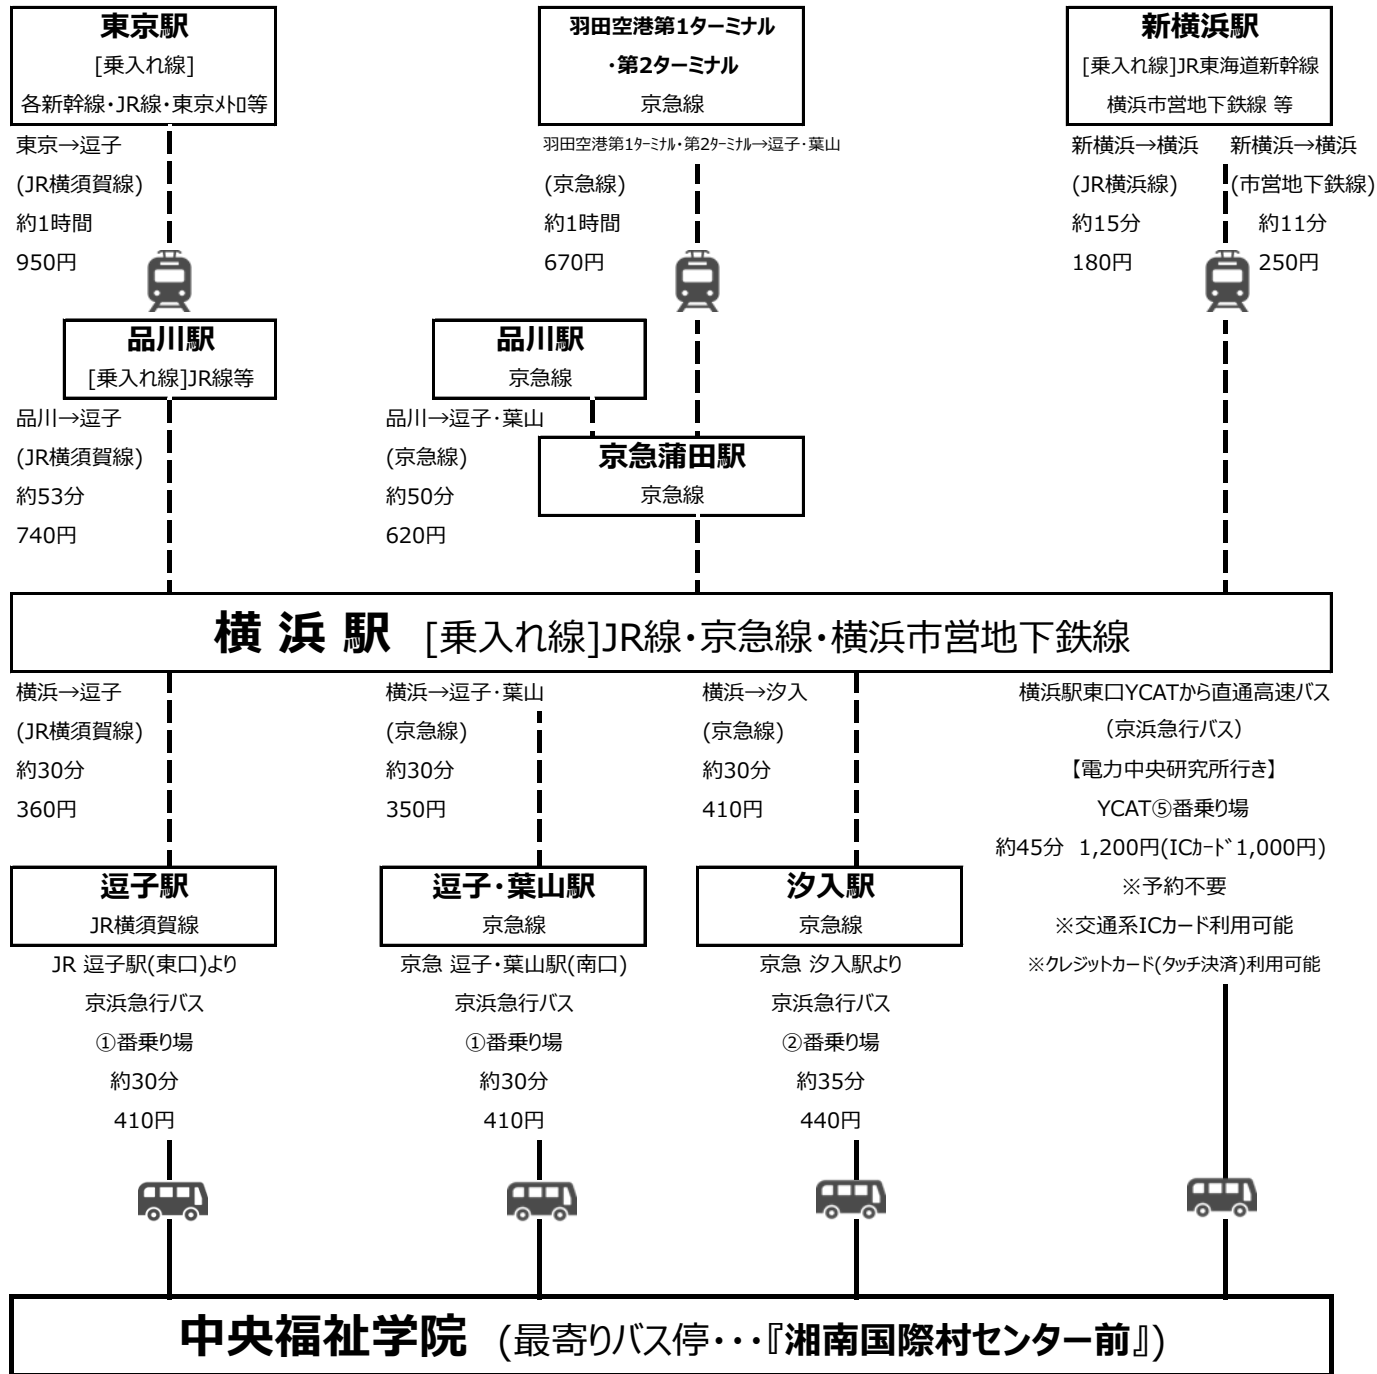 東京駅
[乗入れ線]
各新幹線・JR線・東京ﾒﾄﾛ等
東京→逗子
(JR横須賀線)
約1時間
950円
羽田空港第1ターミナル
・第2ターミナル
京急線
羽田空港第1ﾀｰﾐﾅﾙ・第2ﾀｰﾐﾅﾙ→逗子・葉山
(京急線)
約1時間
670円
新横浜駅
[乗入れ線]JR東海道新幹線
横浜市営地下鉄線 等
新横浜→横浜
(JR横浜線)
約15分
180円
新横浜→横浜
(市営地下鉄線)
約11分
250円
品川駅
[乗入れ線]JR線等
品川→逗子
(JR横須賀線)
約53分
740円
品川駅
京急線
品川→逗子・葉山
(京急線)
約50分
620円
京急蒲田駅
京急線
横 浜 駅 [乗入れ線]JR線・京急線・横浜市営地下鉄線
横浜→逗子
(JR横須賀線)
約30分
360円
逗子駅
JR横須賀線
JR 逗子駅(東口)より
京浜急行バス
①番乗り場
約30分
410円
横浜→逗子・葉山
(京急線)
約30分
350円
逗子・葉山駅
京急線
京急 逗子・葉山駅(南口)
京浜急行バス
①番乗り場
約30分
410円
横浜→汐入
(京急線)
約30分
410円
汐入駅
京急線
京急 汐入駅より
京浜急行バス
②番乗り場
約35分
440円
横浜駅東口YCATから直通高速バス
（京浜急行バス）
【電力中央研究所行き】
YCAT⑤番乗り場
約45分 1,200円(ICｶｰﾄﾞ1,000円)
※予約不要
※交通系ICカード利用可能
※クレジットカード(タッチ決済)利用可能
中央福祉学院 (最寄りバス停・・・『湘南国際村センター前』)